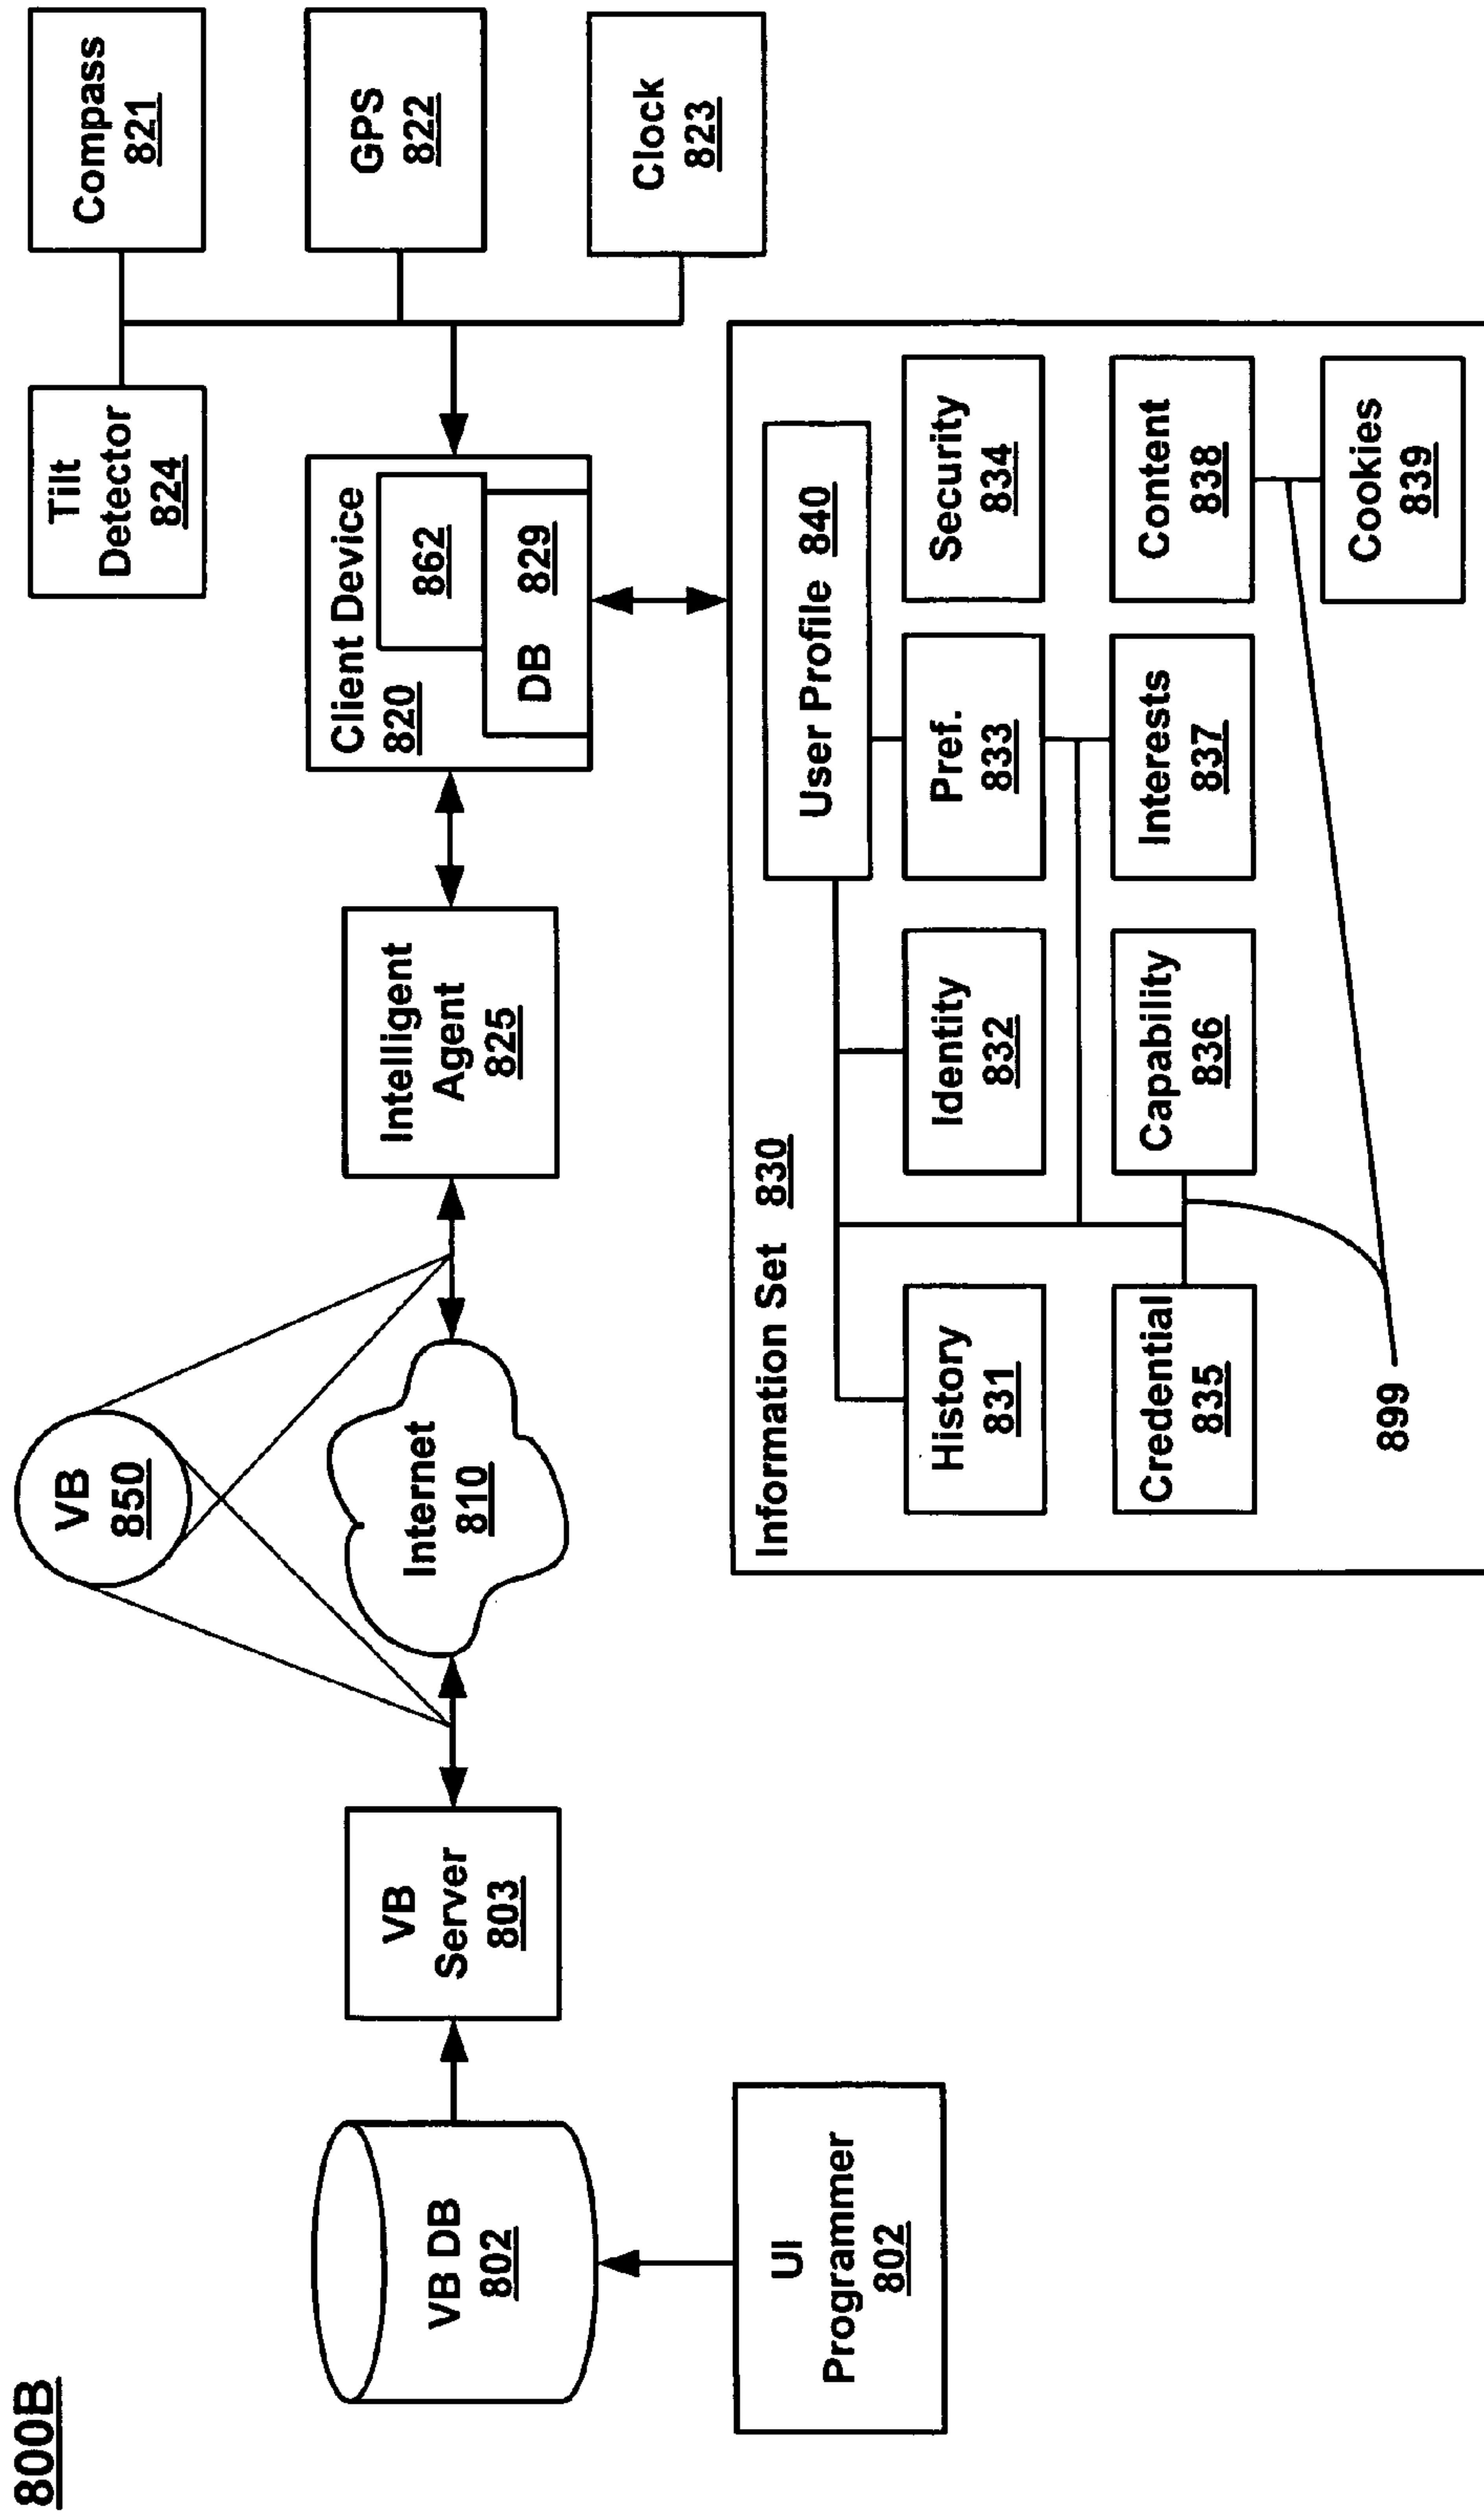 800B
VB
850
Tilt
Detector
824
Compass
821
VB DB
802
VB
Server
803
Internet
810
Intelligent
Agent
825
Client Device
820
862
DB 829
GPS
822
Clock
823
UI
Programmer
802
Information Set 830
User Profile 840
History
831
Identity
832
Pref.
833
Security
834
Credential
835
Capability
836
Interests
837
Content
838
Cookies
839
899